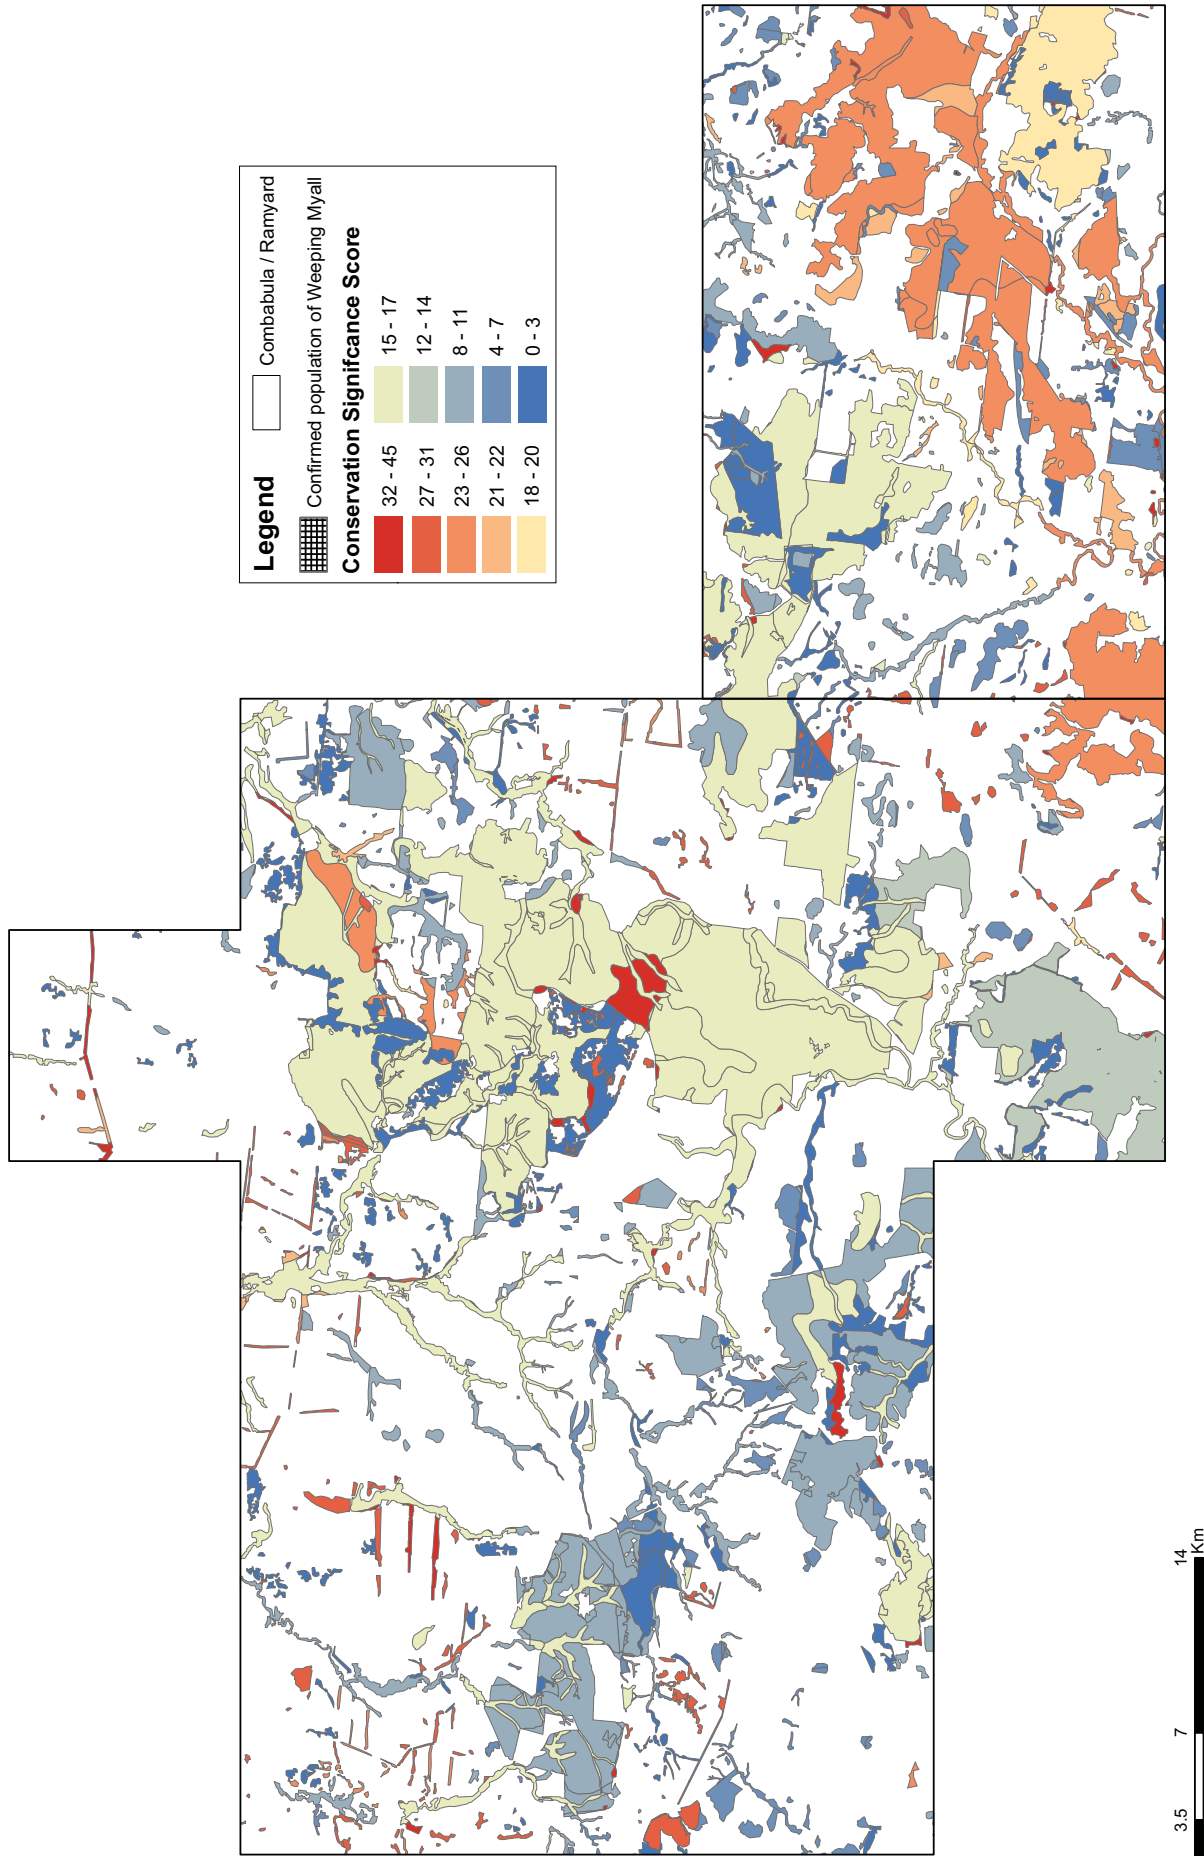 Legend
Combabula / Ramyard
Confirmed population of Weeping Myall
Conservation Signifcance Score
32 - 45
15 - 17
27 - 31
12 - 14
23 - 26
8 - 11
21 - 22
4 - 7
18 - 20
0 - 3
3.5
7
14
Km